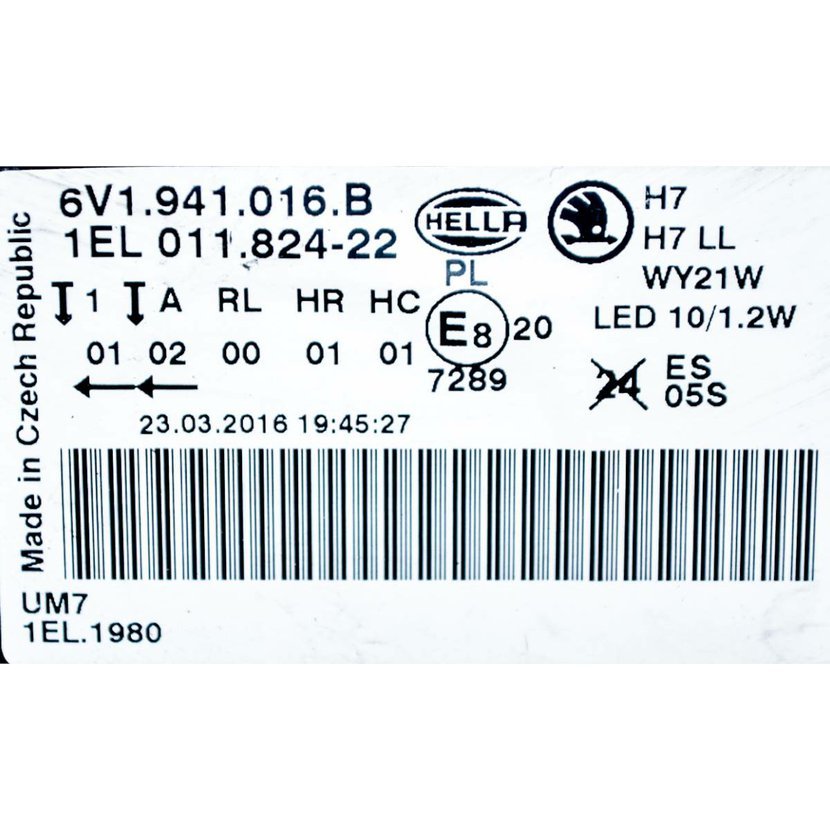 6V1.941.016.B
1EL 011.824-22
HELLA
PL
H7
H7 LL
WY21W
LED 10/1.2W
1 A RL HR HC
01 02 00 01 01
E8 20
7289
24
ES
05S
23.03.2016 19:45:27
Made in Czech Republic
UM7
1EL.1980